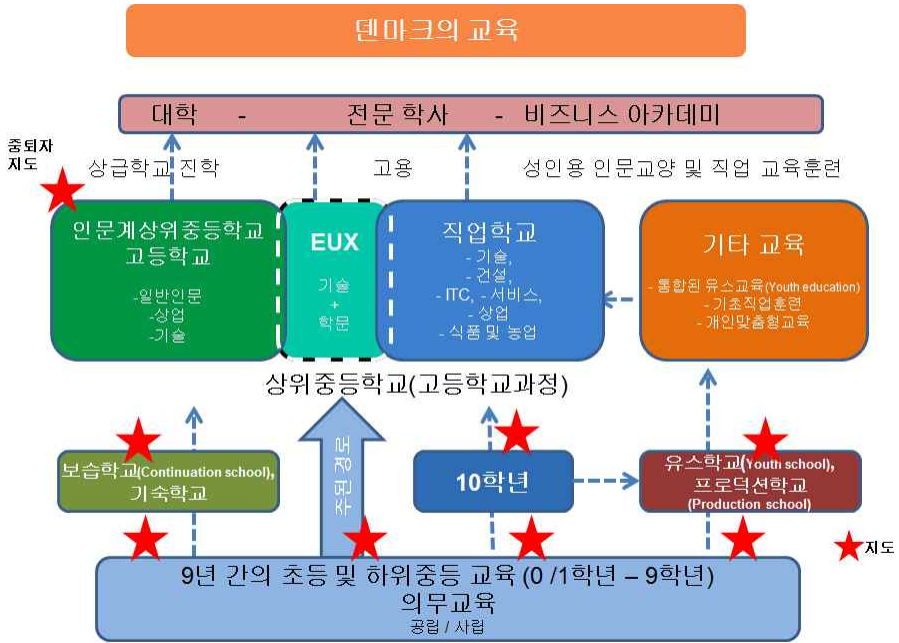 덴마크의 교육
대학 - 전문 학사 - 비즈니스 아카데미
중퇴자
지도
상급학교 진학
고용
성인용 인문교양 및 직업 교육훈련
인문계상위중등학교
고등학교
-일반인문
-상업
-기술
EUX
기술
+
학문
직업학교
- 기술,
- 건설,
- ITC, - 서비스,
- 상업
- 식품 및 농업
기타 교육
- 통합된 유스교육(Youth education)
- 기초직업훈련
- 개인맞춤형교육
상위중등학교(고등학교과정)
보습학교(Continuation school),
기숙학교
주된 경로
10학년
유스학교(Youth school),
프로덕션학교
(Production school)
지도
9년 간의 초등 및 하위중등 교육 (0 /1학년 – 9학년)
의무교육
공립 / 사립